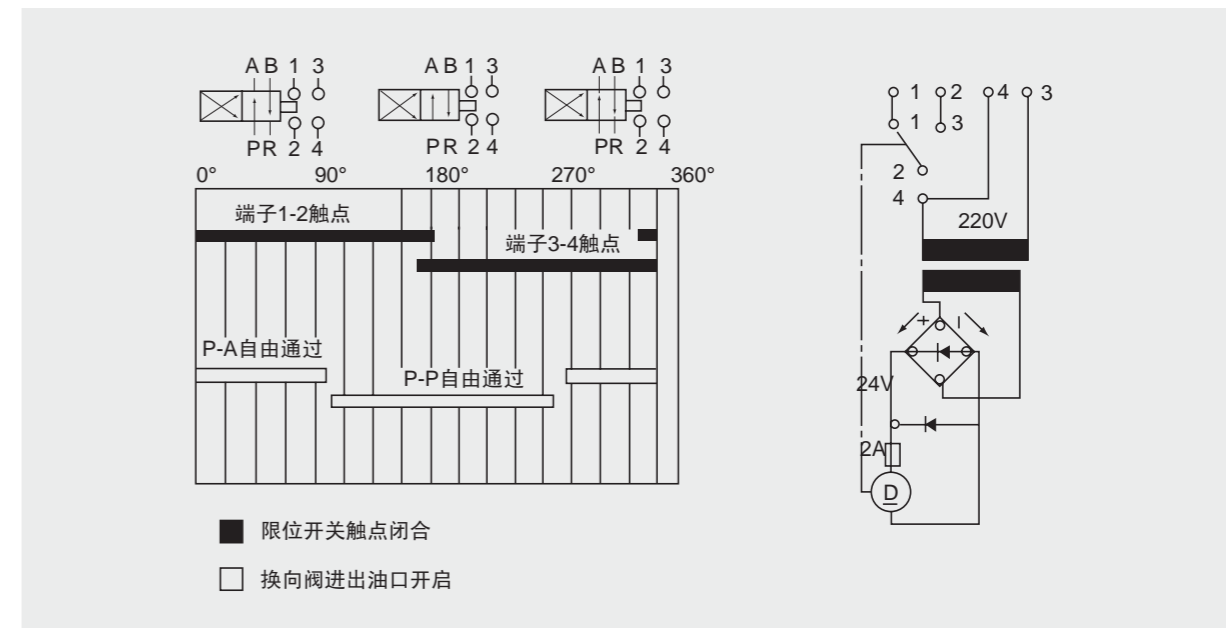 A B 1 3
A B 1 3
A B 1 3
P R 2 4
P R 2 4
P R 2 4
0° 90° 180° 270° 360°
端子1-2触点
端子3-4触点
P-A自由通过
P-P自由通过
限位开关触点闭合
换向阀进出油口开启
1 2 4 3
1 3
2
4
220V
+ −
24V
2A
D